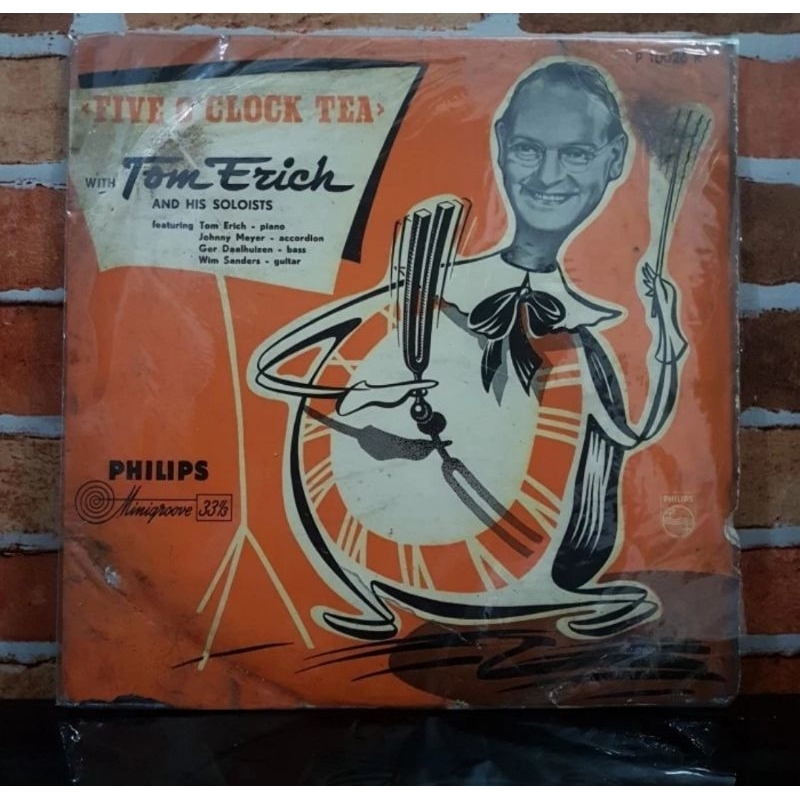 P 10026 R
<FIVE O'CLOCK TEA>
WITH Tom Erich
AND HIS SOLOISTS
featuring Tom Erich - piano
Johnny Meyer - accordion
Ger Daalhuizen - bass
Wim Sanders - guitar
PHILIPS
Minigroove 33⅓
PHILIPS